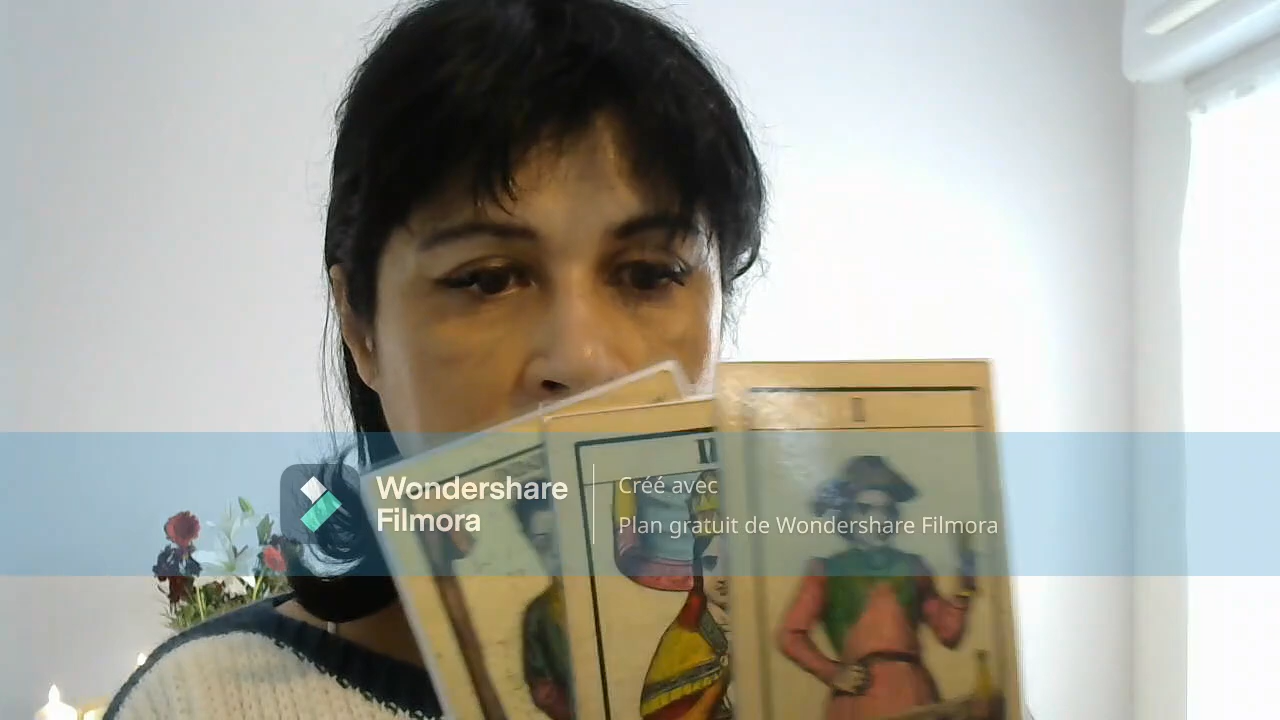 Wondershare
Filmora
Créé avec
Plan gratuit de Wondershare Filmora
I